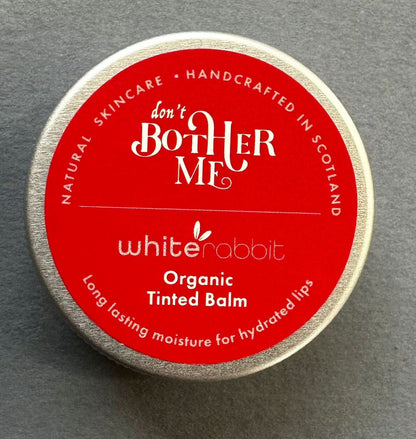 NATURAL SKINCARE • HANDCRAFTED IN SCOTLAND
don't
BOTHER
ME
whiterabbit
Organic
Tinted Balm
Long lasting moisture for hydrated lips